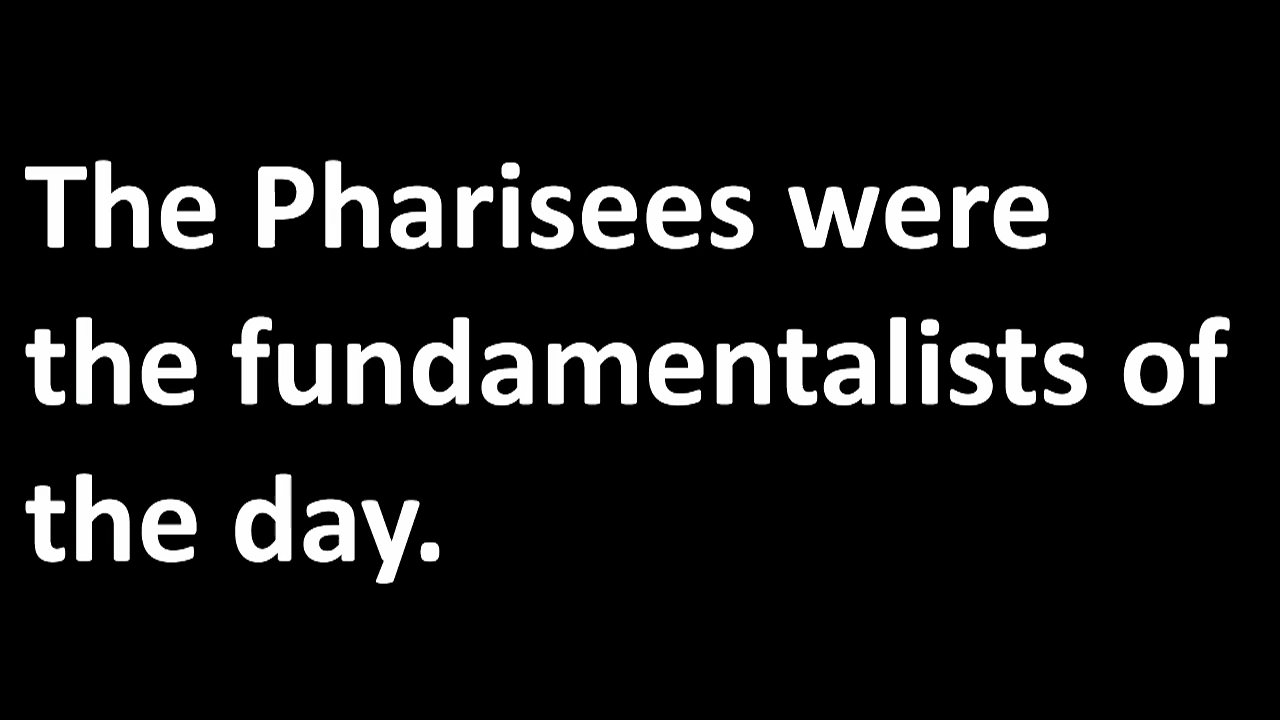 The Pharisees were
the fundamentalists of
the day.